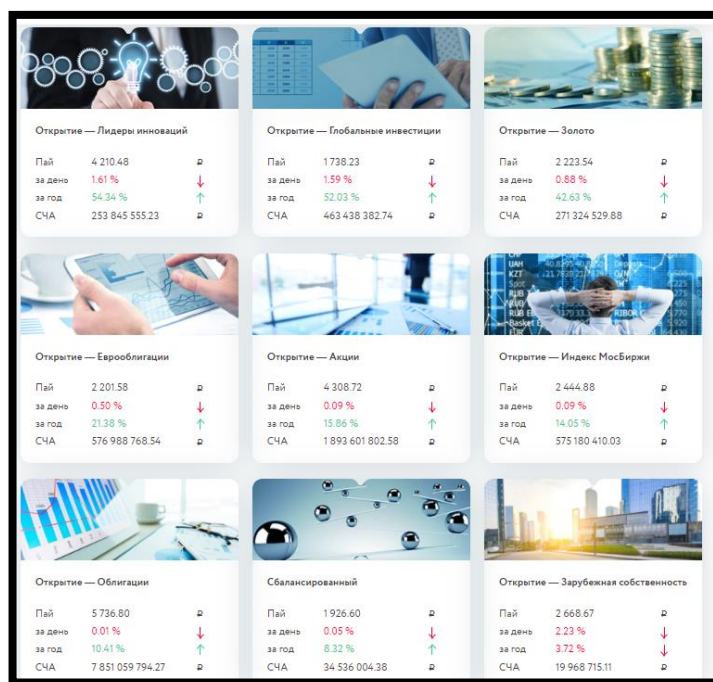 Открытие — Лидеры инноваций
Пай 4 210.48 ₽
за день 1.61 % ↓
за год 54.34 % ↑
СЧА 253 845 555.23 ₽
Открытие — Глобальные инвестиции
Пай 1 738.23 ₽
за день 1.59 % ↓
за год 52.03 % ↑
СЧА 463 438 382.74 ₽
Открытие — Золото
Пай 2 223.54 ₽
за день 0.88 % ↓
за год 42.63 % ↑
СЧА 271 324 529.88 ₽
Открытие — Еврооблигации
Пай 2 201.58 ₽
за день 0.50 % ↓
за год 21.38 % ↑
СЧА 576 988 768.54 ₽
Открытие — Акции
Пай 4 308.72 ₽
за день 0.09 % ↓
за год 15.86 % ↑
СЧА 1 893 601 802.58 ₽
UAH
KZT
Spot
RUB
Basket
RIBOR
Открытие — Индекс МосБиржи
Пай 2 444.88 ₽
за день 0.09 % ↓
за год 14.05 % ↑
СЧА 575 180 410.03 ₽
Открытие — Облигации
Пай 5 736.80 ₽
за день 0.01 % ↓
за год 10.41 % ↑
СЧА 7 851 059 794.27 ₽
Сбалансированный
Пай 1 926.60 ₽
за день 0.05 % ↓
за год 8.32 % ↑
СЧА 34 536 004.38 ₽
Открытие — Зарубежная собственность
Пай 2 668.67 ₽
за день 2.23 % ↓
за год 3.72 % ↓
СЧА 19 968 715.11 ₽